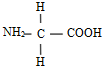 H
NH₂ – C – COOH
H